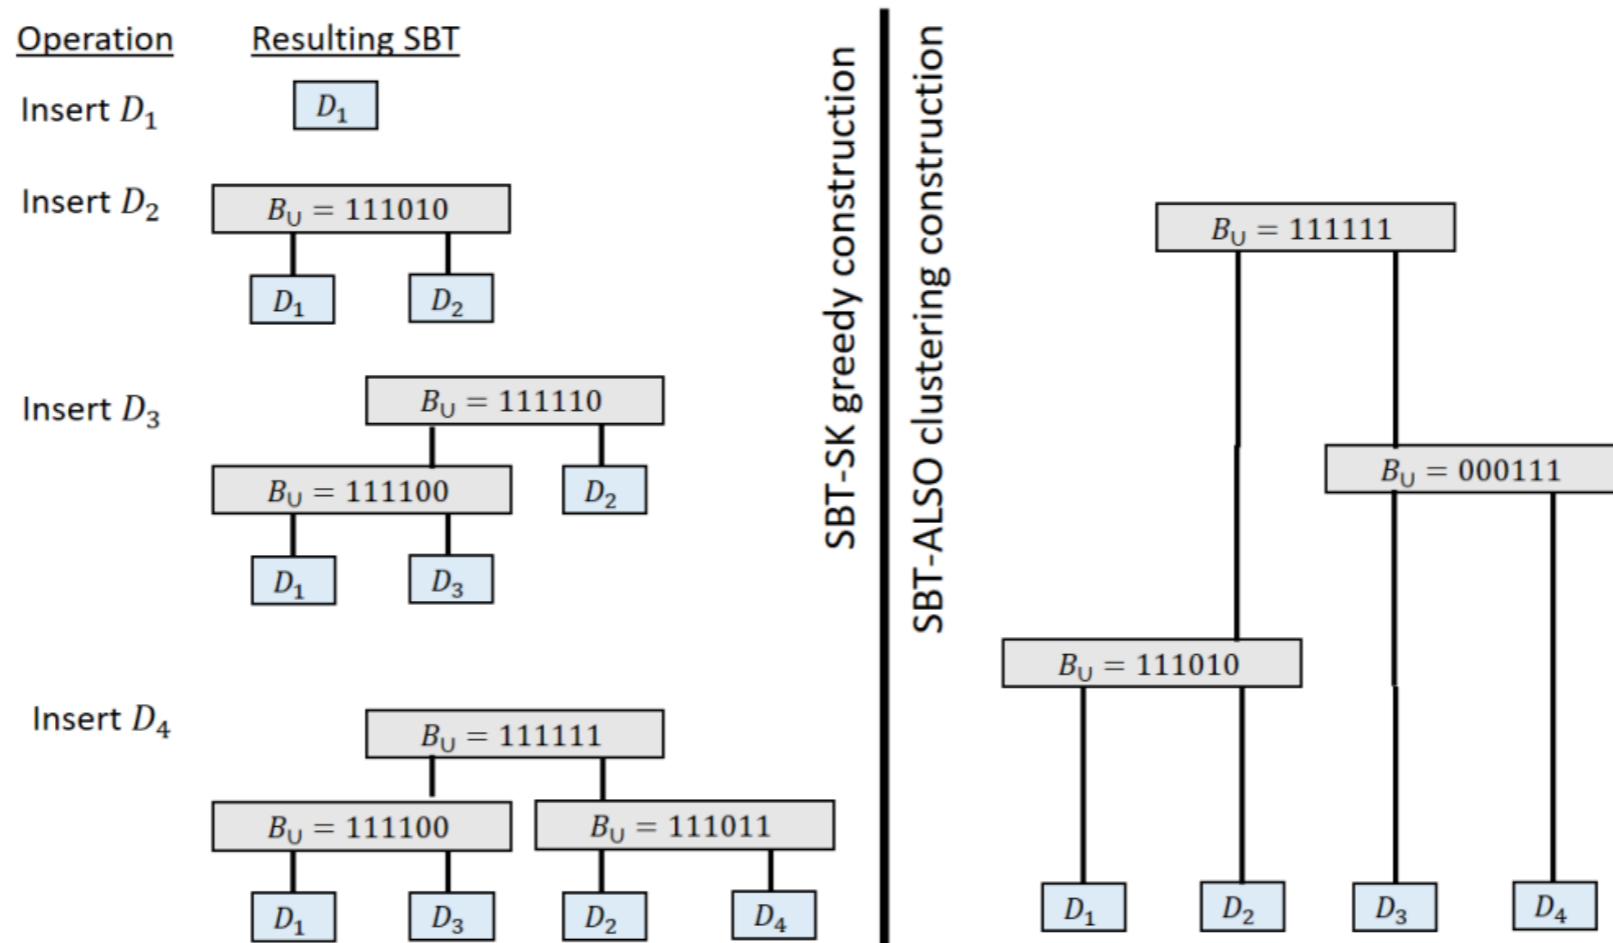 Operation Resulting SBT
Insert D₁
D₁
Insert D₂
B∪ = 111010
D₁ D₂
Insert D₃
B∪ = 111110
B∪ = 111100 D₂
D₁ D₃
Insert D₄
B∪ = 111111
B∪ = 111100 B∪ = 111011
D₁ D₃ D₂ D₄
SBT-SK greedy construction
SBT-ALSO clustering construction
B∪ = 111111
B∪ = 000111
B∪ = 111010
D₁ D₂ D₃ D₄